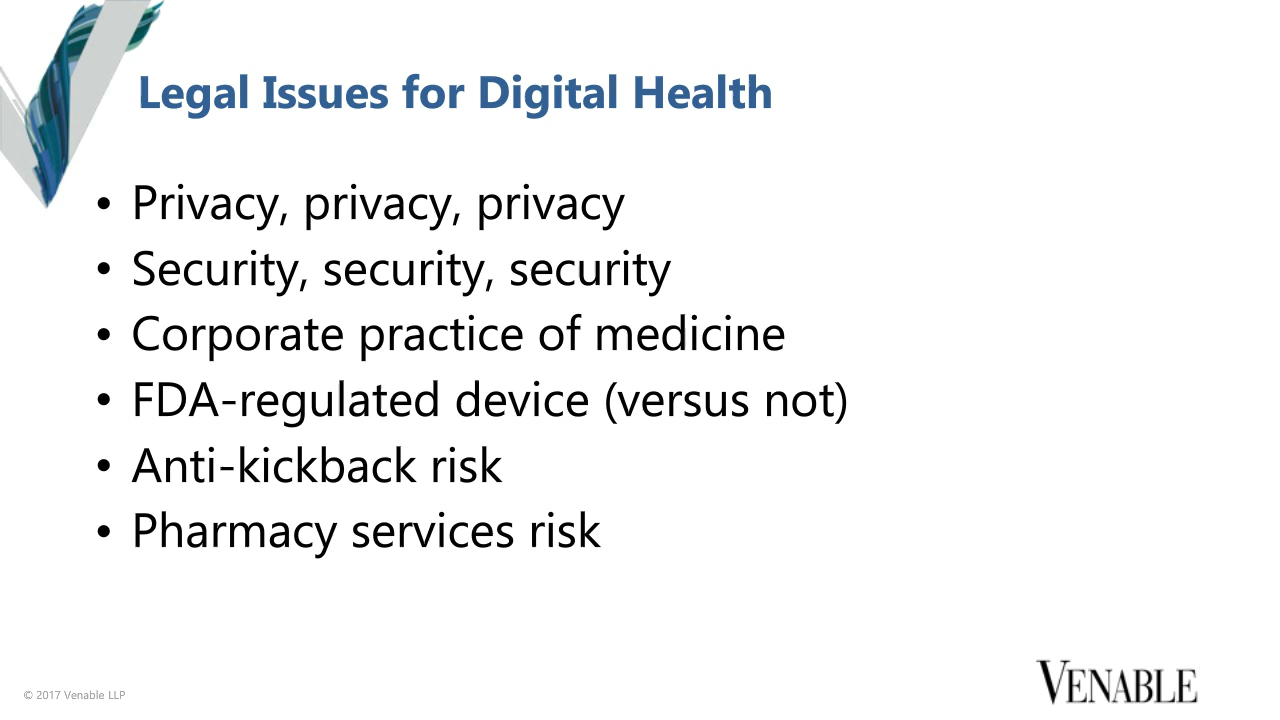 Legal Issues for Digital Health
• Privacy, privacy, privacy
• Security, security, security
• Corporate practice of medicine
• FDA-regulated device (versus not)
• Anti-kickback risk
• Pharmacy services risk
© 2017 Venable LLP
VENABLE